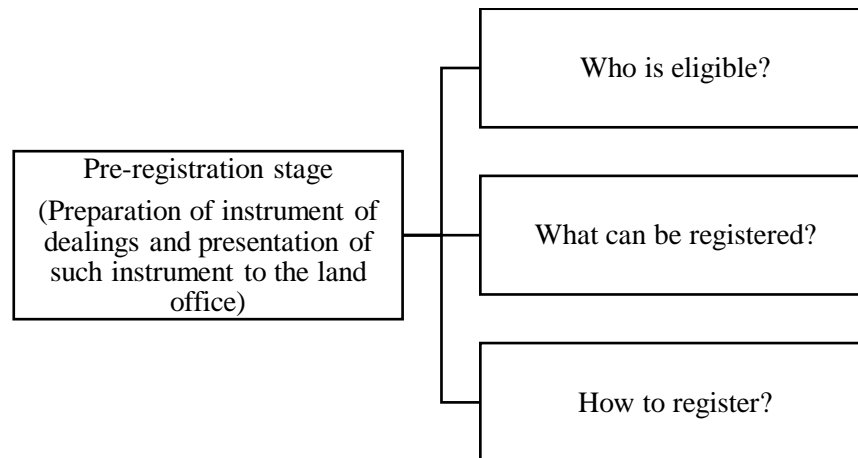 Pre-registration stage
(Preparation of instrument of
dealings and presentation of
such instrument to the land
office)
Who is eligible?
What can be registered?
How to register?